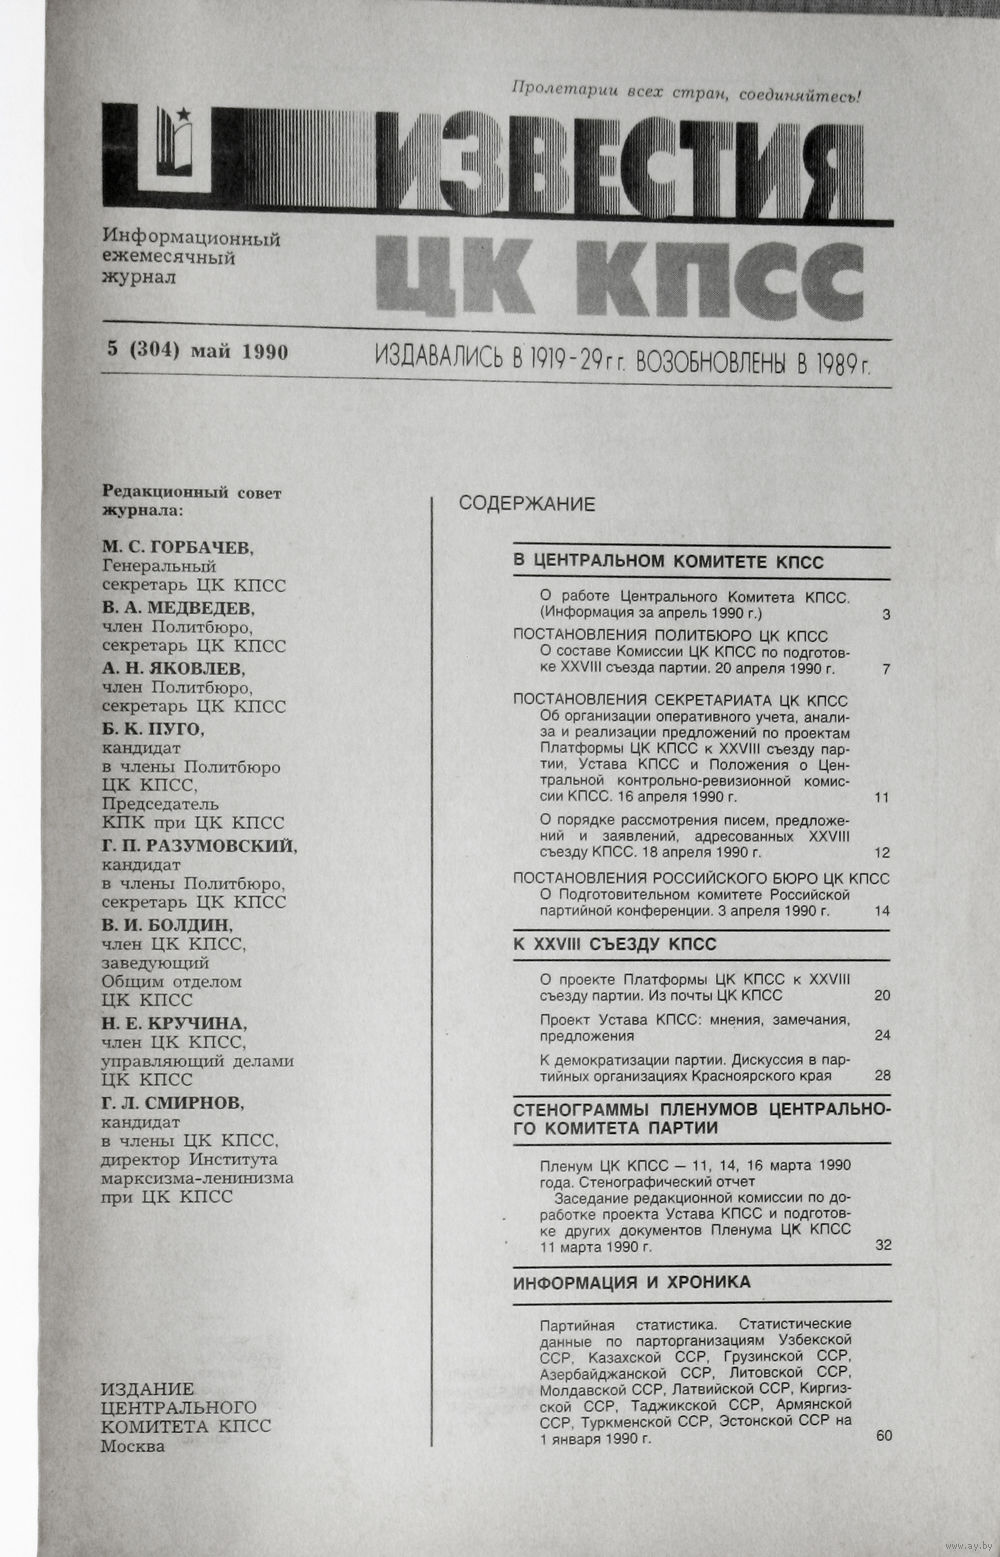 Пролетарии всех стран, соединяйтесь!
ИЗВЕСТИЯ
ЦК КПСС
Информационный
ежемесячный
журнал
5 (304) май 1990
ИЗДАВАЛИСЬ В 1919-29 г г. ВОЗОБНОВЛЕНЫ В 1989 г.
Редакционный совет
журнала:
М. С. ГОРБАЧЕВ,
Генеральный
секретарь ЦК КПСС
В. А. МЕДВЕДЕВ,
член Политбюро,
секретарь ЦК КПСС
А. Н. ЯКОВЛЕВ,
член Политбюро,
секретарь ЦК КПСС
Б. К. ПУГО,
кандидат
в члены Политбюро
ЦК КПСС,
Председатель
КПК при ЦК КПСС
Г. П. РАЗУМОВСКИЙ,
кандидат
в члены Политбюро,
секретарь ЦК КПСС
В. И. БОЛДИН,
член ЦК КПСС,
заведующий
Общим отделом
ЦК КПСС
Н. Е. КРУЧИНА,
член ЦК КПСС,
управляющий делами
ЦК КПСС
Г. Л. СМИРНОВ,
кандидат
в члены ЦК КПСС,
директор Института
марксизма-ленинизма
при ЦК КПСС
ИЗДАНИЕ
ЦЕНТРАЛЬНОГО
КОМИТЕТА КПСС
Москва
СОДЕРЖАНИЕ
В ЦЕНТРАЛЬНОМ КОМИТЕТЕ КПСС
О работе Центрального Комитета КПСС.
(Информация за апрель 1990 г.) 3
ПОСТАНОВЛЕНИЯ ПОЛИТБЮРО ЦК КПСС
О составе Комиссии ЦК КПСС по подготов-
ке XXVIII съезда партии. 20 апреля 1990 г. 7
ПОСТАНОВЛЕНИЯ СЕКРЕТАРИАТА ЦК КПСС
Об организации оперативного учета, анали-
за и реализации предложений по проектам
Платформы ЦК КПСС к XXVIII съезду пар-
тии, Устава КПСС и Положения о Цен-
тральной контрольно-ревизионной комис-
сии КПСС. 16 апреля 1990 г. 11
О порядке рассмотрения писем, предложе-
ний и заявлений, адресованных XXVIII
съезду КПСС. 18 апреля 1990 г. 12
ПОСТАНОВЛЕНИЯ РОССИЙСКОГО БЮРО ЦК КПСС
О Подготовительном комитете Российской
партийной конференции. 3 апреля 1990 г. 14
К XXVIII СЪЕЗДУ КПСС
О проекте Платформы ЦК КПСС к XXVIII
съезду партии. Из почты ЦК КПСС 20
Проект Устава КПСС: мнения, замечания,
предложения 24
К демократизации партии. Дискуссия в пар-
тийных организациях Красноярского края 28
СТЕНОГРАММЫ ПЛЕНУМОВ ЦЕНТРАЛЬНО-
ГО КОМИТЕТА ПАРТИИ
Пленум ЦК КПСС — 11, 14, 16 марта 1990
года. Стенографический отчет
Заседание редакционной комиссии по до-
работке проекта Устава КПСС и подготов-
ке других документов Пленума ЦК КПСС
11 марта 1990 г. 32
ИНФОРМАЦИЯ И ХРОНИКА
Партийная статистика. Статистические
данные по парторганизациям Узбекской
ССР, Казахской ССР, Грузинской ССР,
Азербайджанской ССР, Литовской ССР,
Молдавской ССР, Латвийской ССР, Киргиз-
ской ССР, Таджикской ССР, Армянской
ССР, Туркменской ССР, Эстонской ССР на
1 января 1990 г. 60
www.ay.by